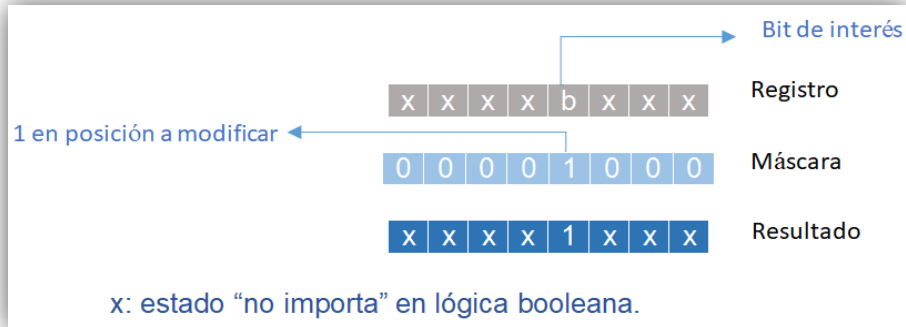 Bit de interés
x x x x b x x x
Registro
1 en posición a modificar
0 0 0 0 1 0 0 0
Máscara
x x x x 1 x x x
Resultado
x: estado “no importa” en lógica booleana.